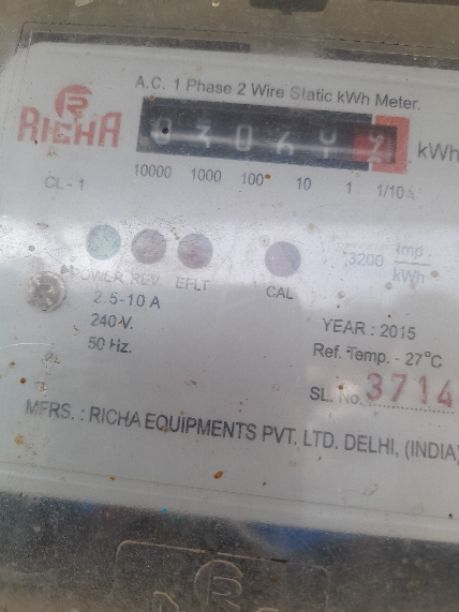 A.C. 1 Phase 2 Wire Static kWh Meter.
RICHA
kWh
CL - 1
10000 1000 100 10 1 1/10
POWER REV EFLT CAL
3200 Imp/kWh
2.5-10 A
240 V.
50 Hz.
YEAR : 2015
Ref. Temp. - 27°C
SL. No. 3714
MFRS. : RICHA EQUIPMENTS PVT. LTD. DELHI, (INDIA)